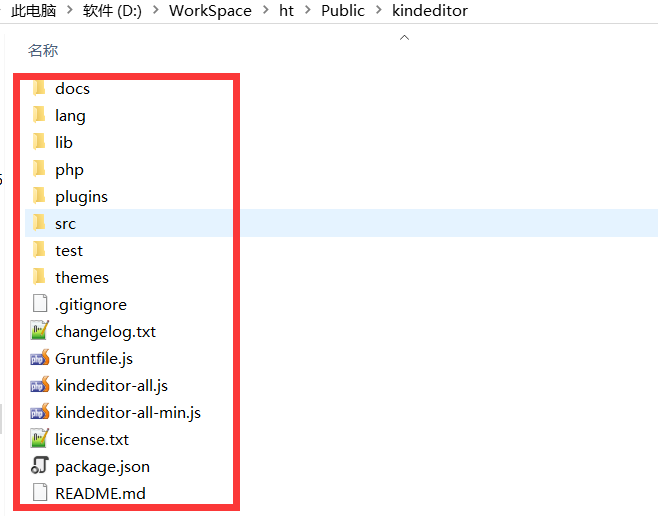 此电脑 > 软件 (D:) > WorkSpace > ht > Public > kindeditor
名称
docs
lang
lib
php
plugins
src
test
themes
.gitignore
changelog.txt
Gruntfile.js
kindeditor-all.js
kindeditor-all-min.js
license.txt
package.json
README.md